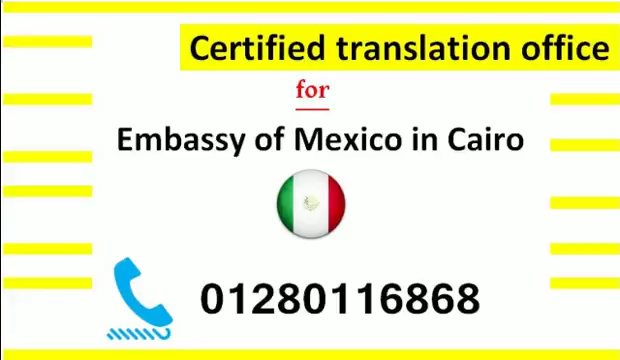 Certified translation office
for
Embassy of Mexico in Cairo
01280116868